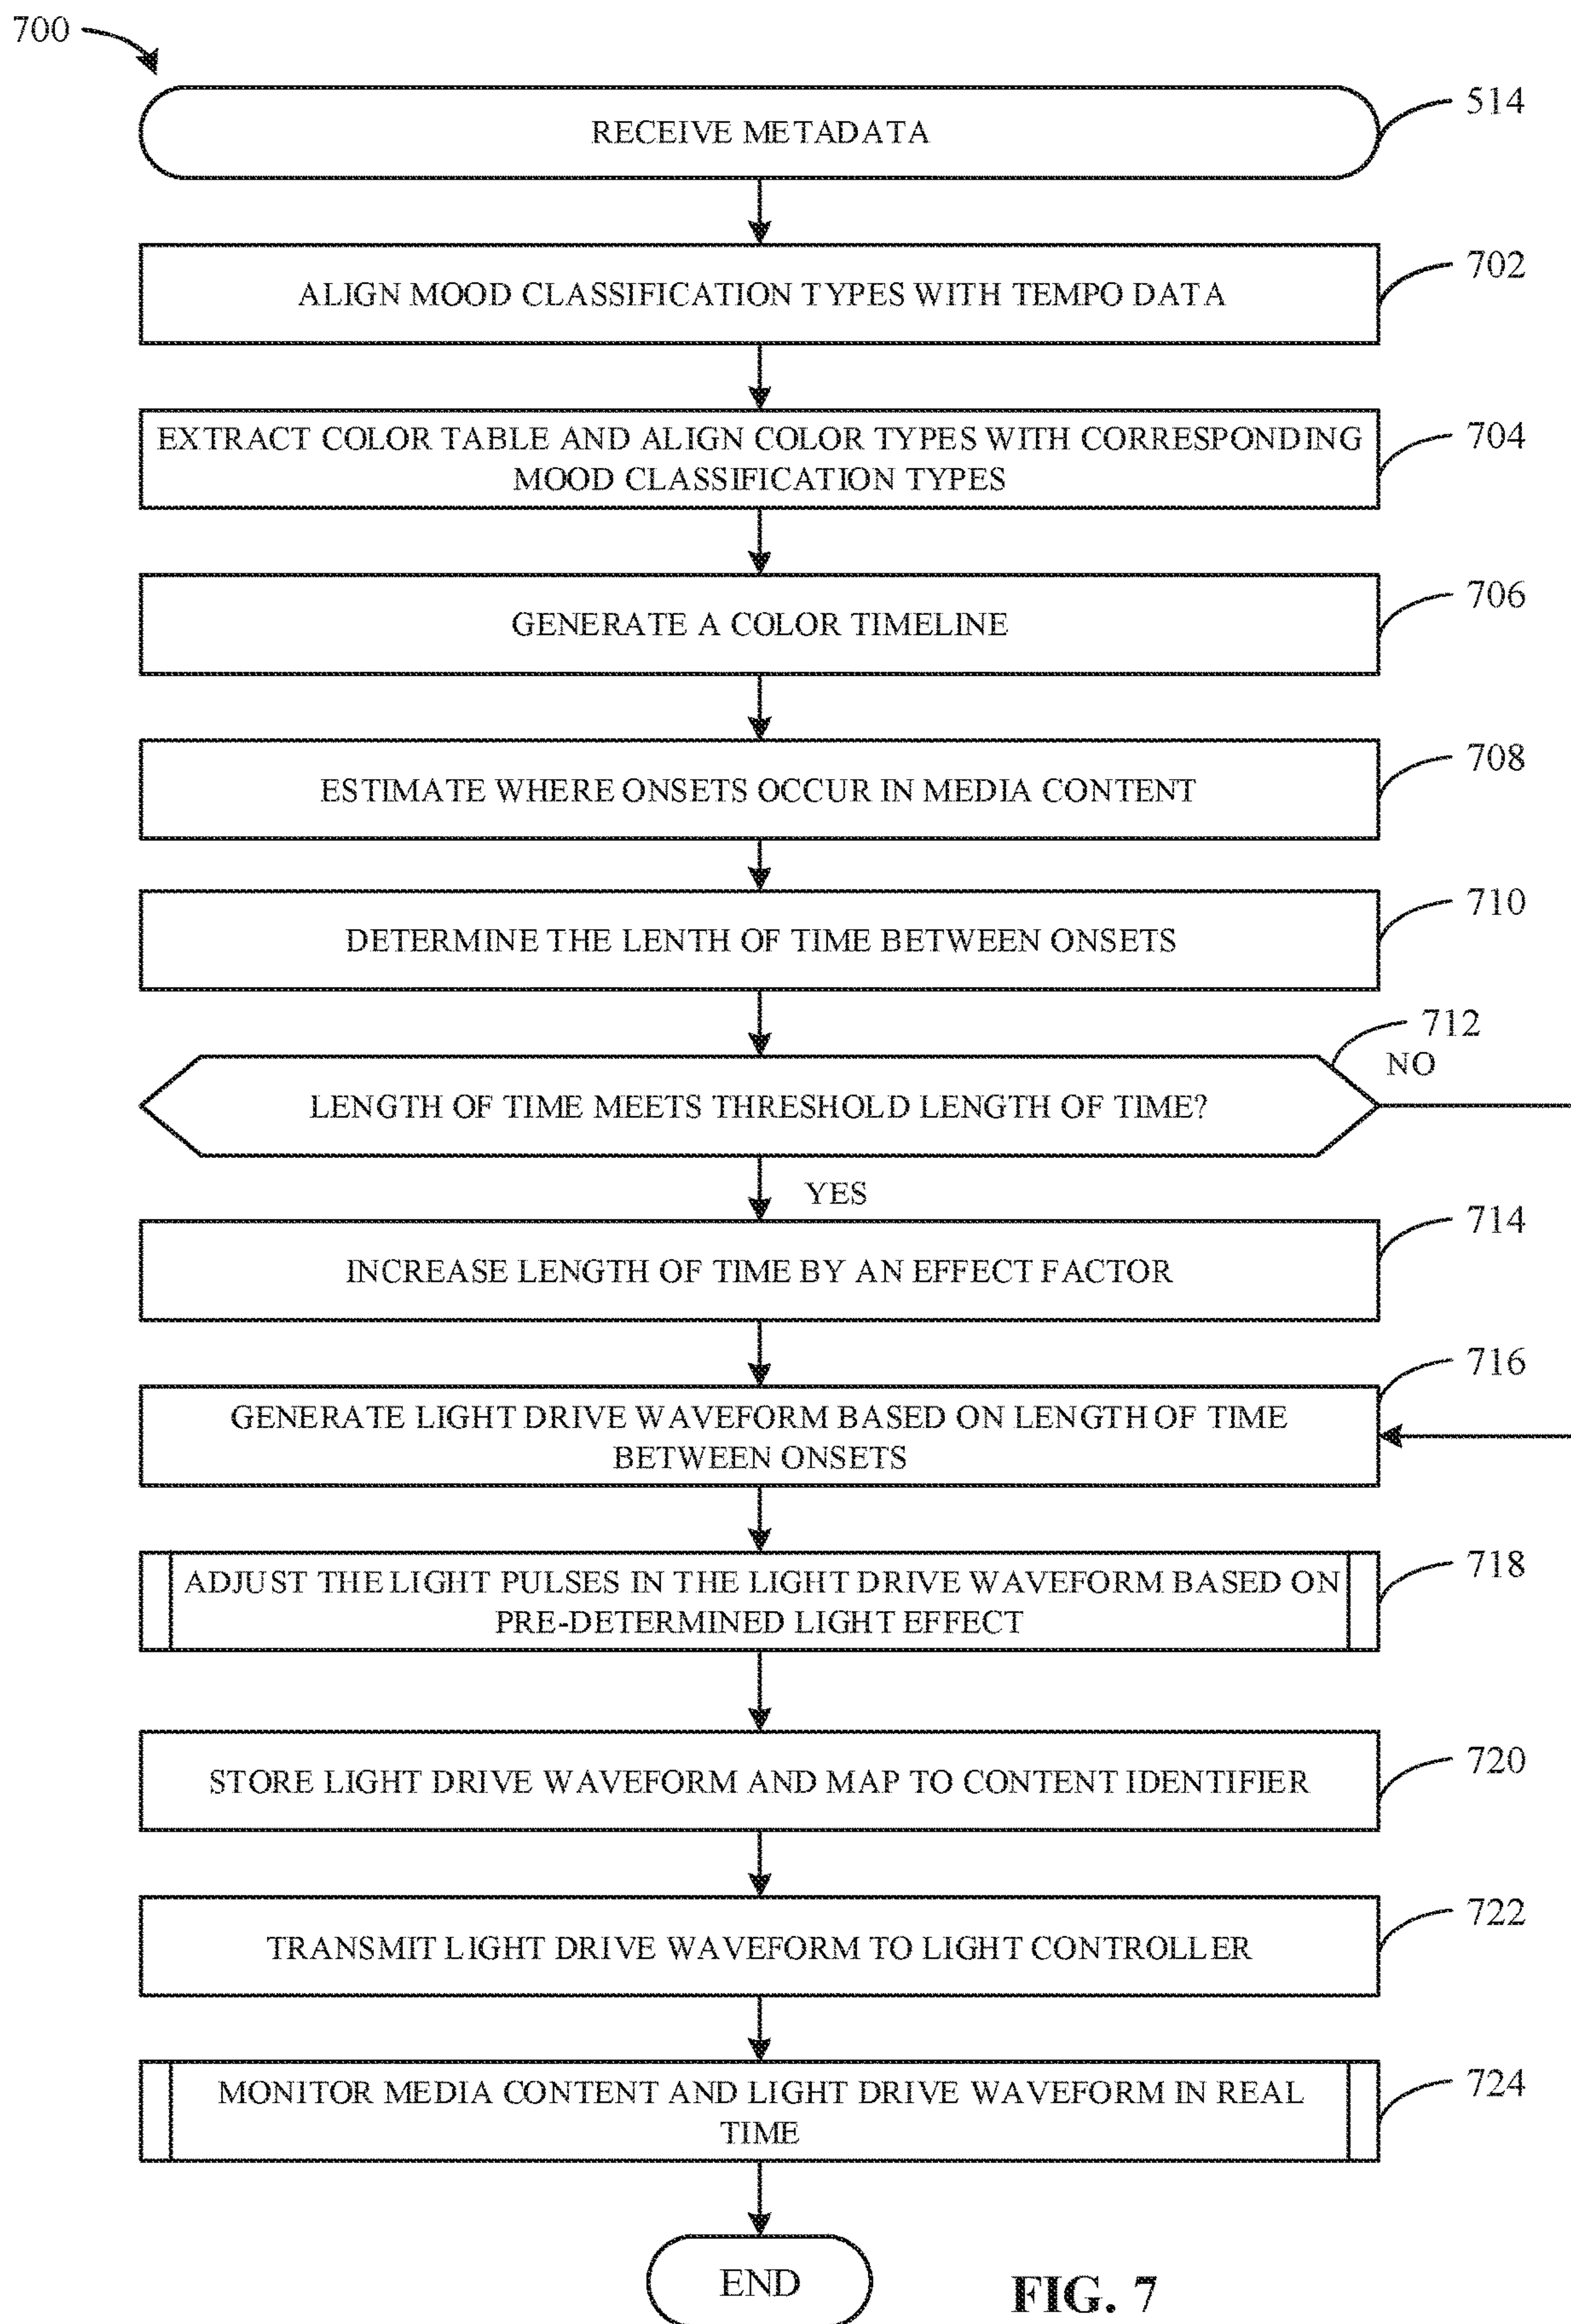 700
RECEIVE METADATA
514
ALIGN MOOD CLASSIFICATION TYPES WITH TEMPO DATA
702
EXTRACT COLOR TABLE AND ALIGN COLOR TYPES WITH CORRESPONDING
MOOD CLASSIFICATION TYPES
704
GENERATE A COLOR TIMELINE
706
ESTIMATE WHERE ONSETS OCCUR IN MEDIA CONTENT
708
DETERMINE THE LENTH OF TIME BETWEEN ONSETS
710
LENGTH OF TIME MEETS THRESHOLD LENGTH OF TIME?
712
NO
YES
INCREASE LENGTH OF TIME BY AN EFFECT FACTOR
714
GENERATE LIGHT DRIVE WAVEFORM BASED ON LENGTH OF TIME
BETWEEN ONSETS
716
ADJUST THE LIGHT PULSES IN THE LIGHT DRIVE WAVEFORM BASED ON
PRE-DETERMINED LIGHT EFFECT
718
STORE LIGHT DRIVE WAVEFORM AND MAP TO CONTENT IDENTIFIER
720
TRANSMIT LIGHT DRIVE WAVEFORM TO LIGHT CONTROLLER
722
MONITOR MEDIA CONTENT AND LIGHT DRIVE WAVEFORM IN REAL
TIME
724
END
FIG. 7